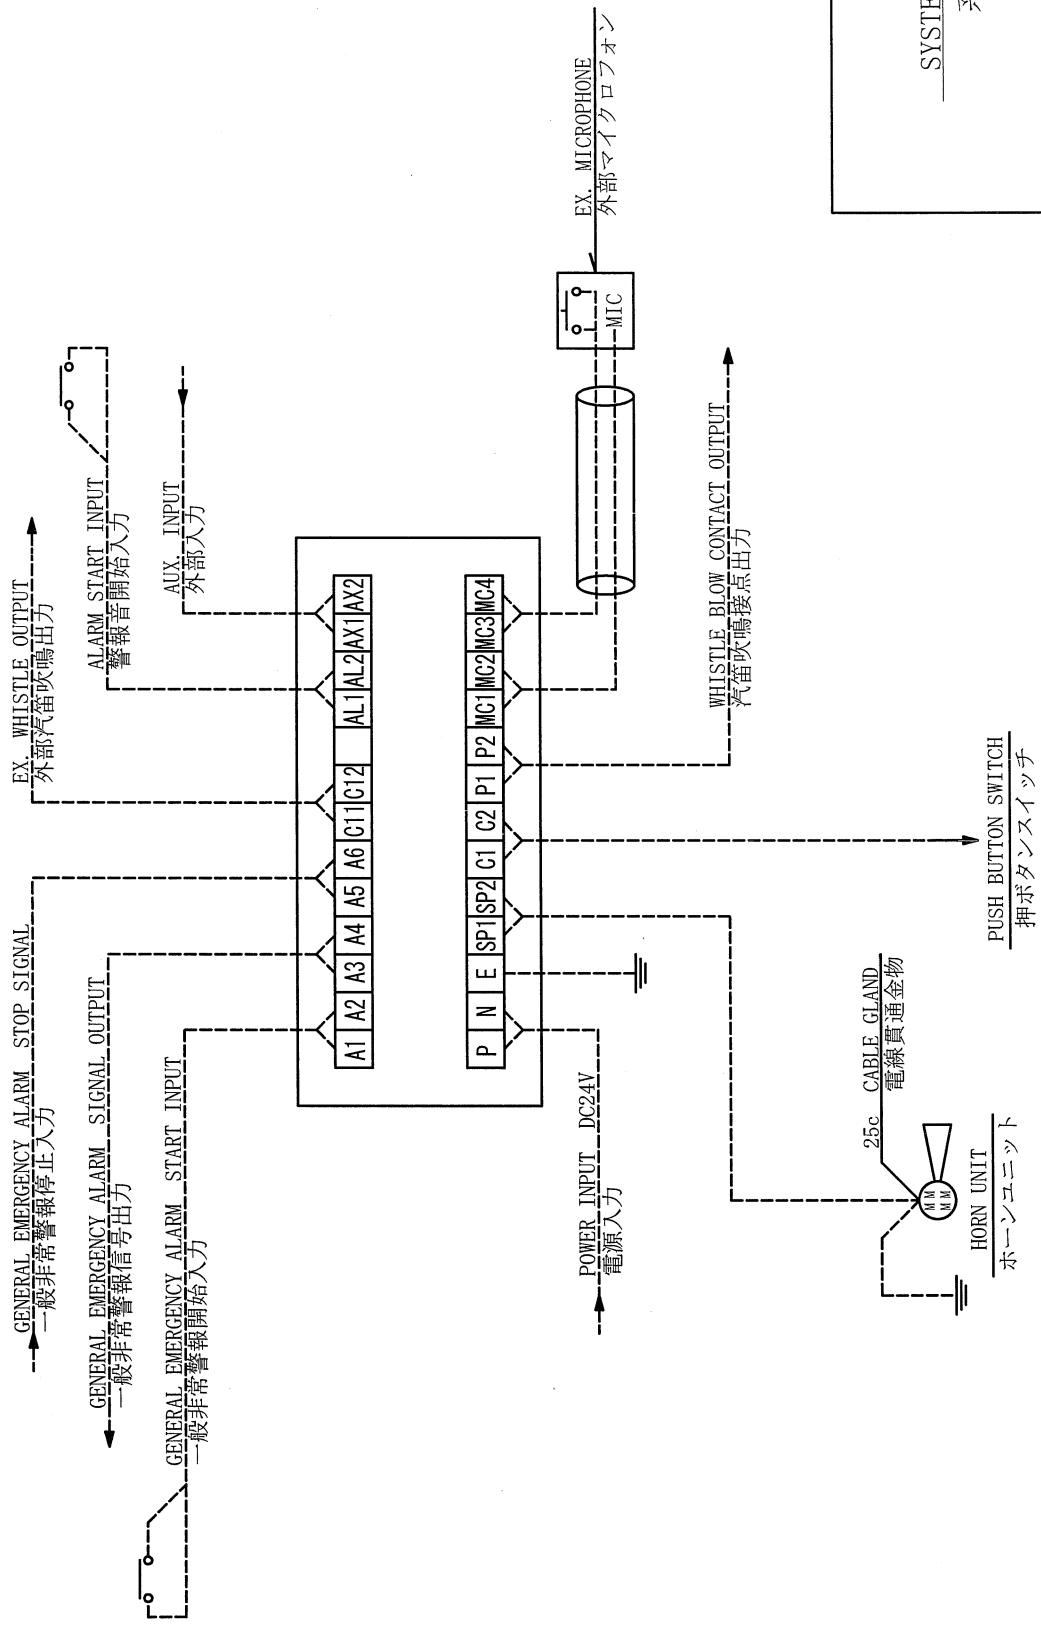 GENERAL EMERGENCY ALARM STOP SIGNAL
一般非常警報停止入力
GENERAL EMERGENCY ALARM SIGNAL OUTPUT
一般非常警報信号出力
GENERAL EMERGENCY ALARM START INPUT
一般非常警報開始入力
EX. WHISTLE OUTPUT
外部汽笛吹鳴出力
ALARM START INPUT
警報音開始入力
AUX. INPUT
外部入力
A1 A2 A3 A4 A5 A6 C11 C12 AL1 AL2 AX1 AX2
P N E SP1 SP2 C1 C2 P1 P2 MC1 MC2 MC3 MC4
EX. MICROPHONE
外部マイクロフォン
MIC
POWER INPUT DC24V
電源入力
WHISTLE BLOW CONTACT OUTPUT
汽笛吹鳴接点出力
25c CABLE GLAND
電線貫通金物
M M
M M
HORN UNIT
ホーンユニット
PUSH BUTTON SWITCH
押ボタンスイッチ
SYSTE